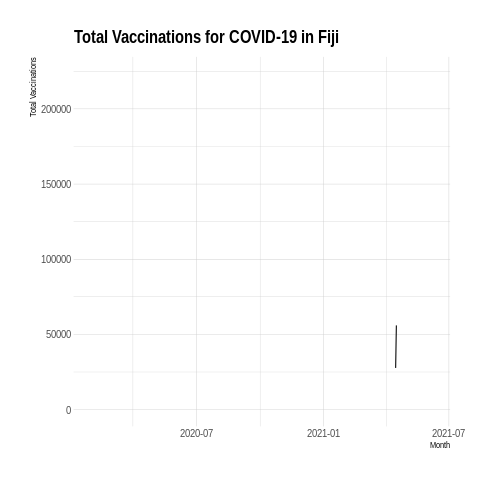 Total Vaccinations for COVID-19 in Fiji
Total Vaccinations
200000
150000
100000
50000
0
2020-07 2021-01 2021-07
Month